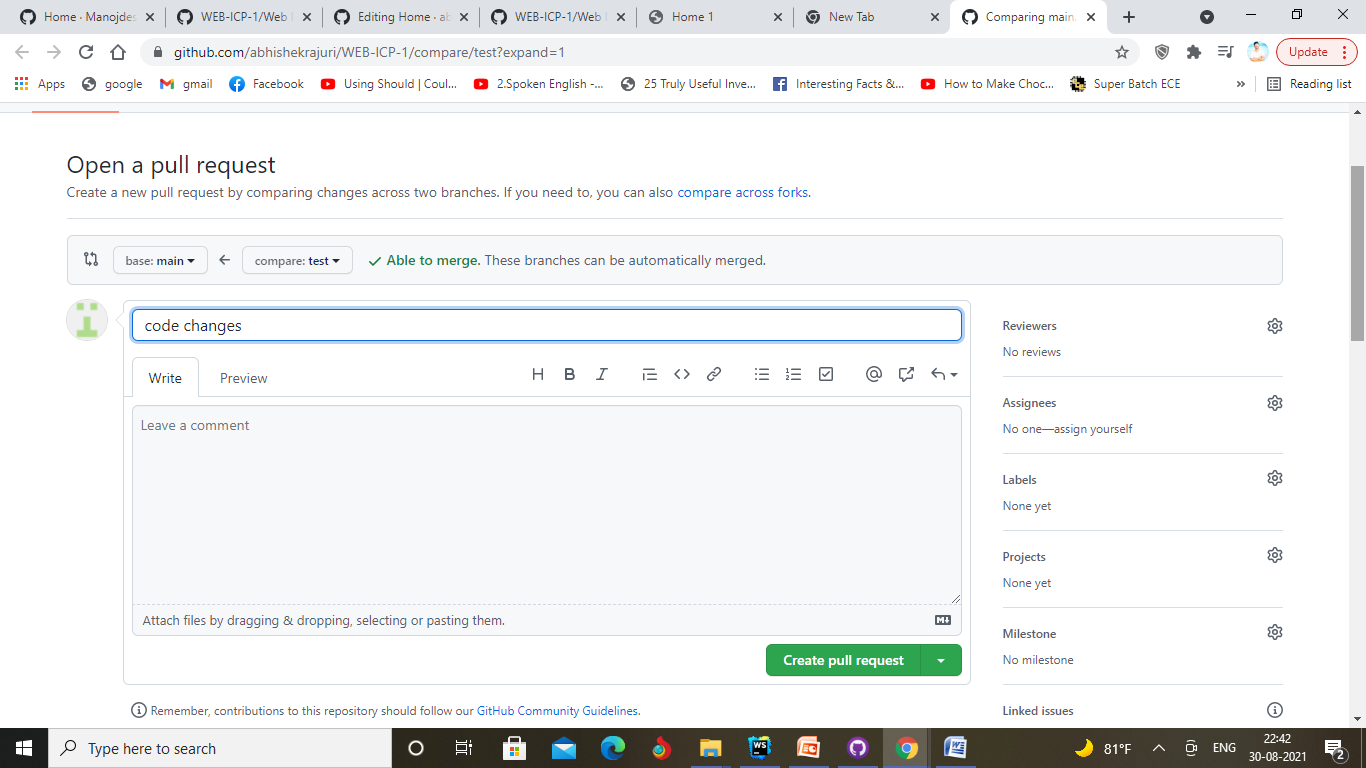 Home · Manojdes
WEB-ICP-1/Web
Editing Home · ab
WEB-ICP-1/Web
Home 1
New Tab
Comparing main
github.com/abhishekrajuri/WEB-ICP-1/compare/test?expand=1
Update
Apps
google
gmail
Facebook
Using Should | Coul...
2.Spoken English -...
25 Truly Useful Inve...
Interesting Facts &...
How to Make Choc...
Super Batch ECE
»
Reading list
Open a pull request
Create a new pull request by comparing changes across two branches. If you need to, you can also compare across forks.
base: main
compare: test
Able to merge. These branches can be automatically merged.
code changes
Write
Preview
Leave a comment
Attach files by dragging & dropping, selecting or pasting them.
Create pull request
Remember, contributions to this repository should follow our GitHub Community Guidelines.
Reviewers
No reviews
Assignees
No one—assign yourself
Labels
None yet
Projects
None yet
Milestone
No milestone
Linked issues
Type here to search
81°F
ENG
22:42
30-08-2021
2